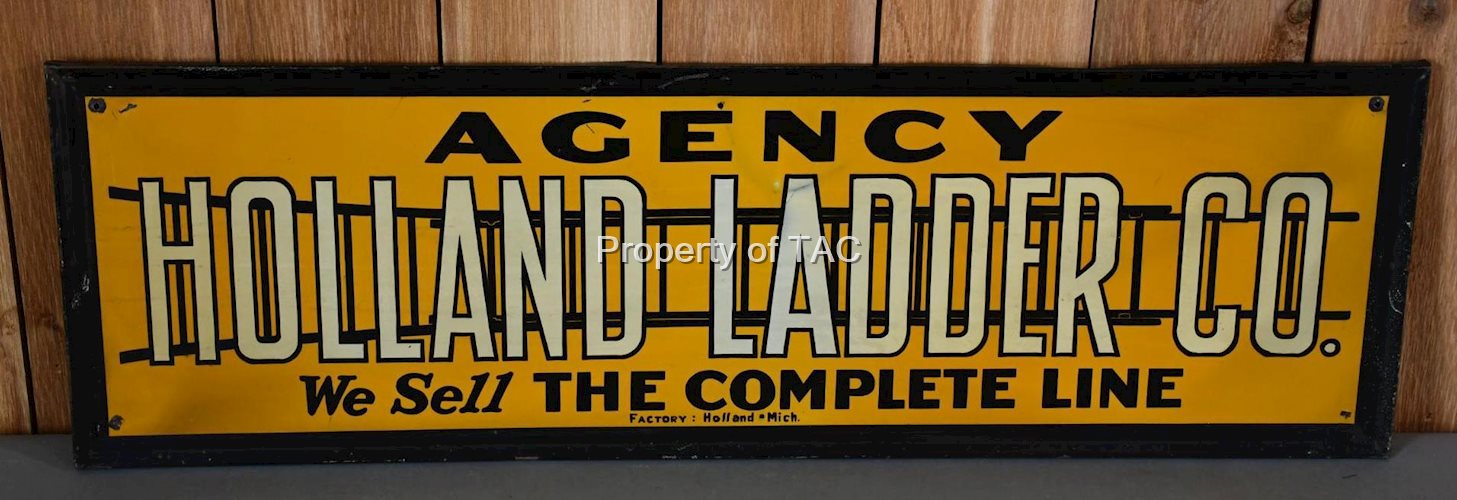 AGENCY
HOLLAND LADDER CO.
Property of TAC
We Sell THE COMPLETE LINE
FACTORY: Holland - Mich.